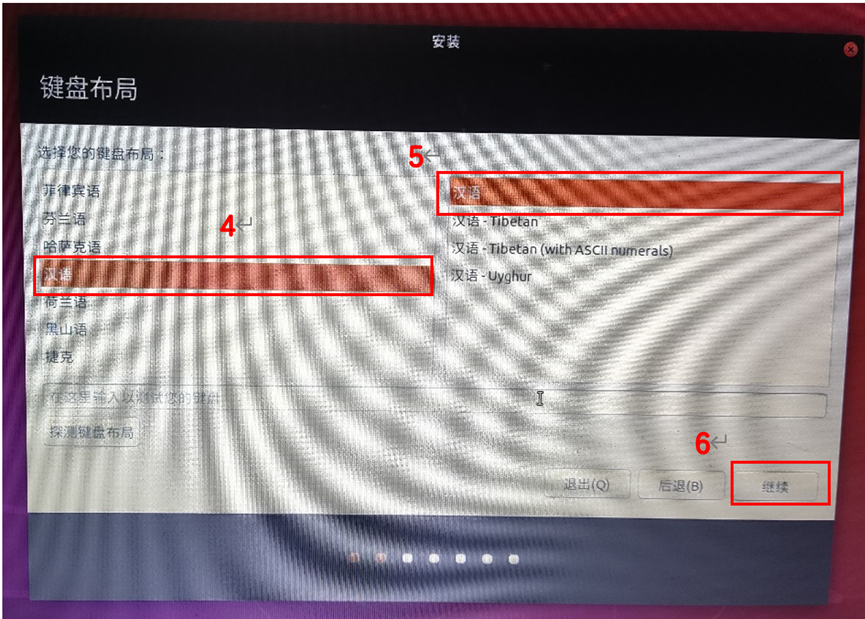 安装
键盘布局
选择您的键盘布局：
5
菲律宾语
芬兰语
4
哈萨克语
汉语
荷兰语
黑山语
捷克
汉语
汉语 - Tibetan
汉语 - Tibetan (with ASCII numerals)
汉语 - Uyghur
在这里输入以测试您的键盘
探测键盘布局
6
退出(Q)
后退(B)
继续